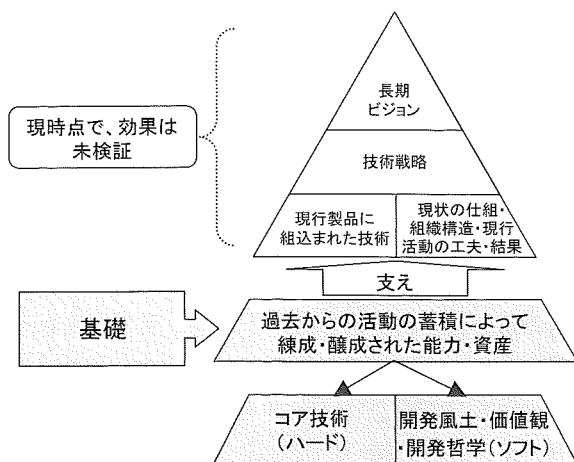 長期
ビジョン
現時点で、効果は
未検証
技術戦略
現行製品に
組込まれた技術
現状の仕組・
組織構造・現行
活動の工夫・結果
支え
基礎
過去からの活動の蓄積によって
練成・醸成された能力・資産
コア技術
(ハード)
開発風土・価値観
・開発哲学(ソフト)